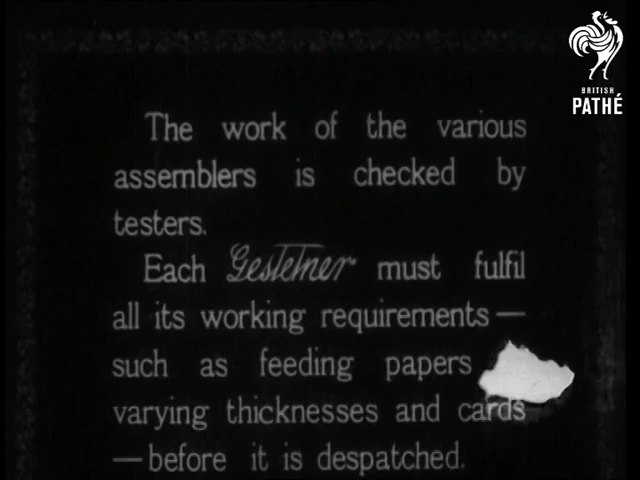 BRITISH
PATHÉ
The work of the various
assemblers is checked by
testers.
Each Gestetner must fulfil
all its working requirements—
such as feeding papers
varying thicknesses and cards
—before it is despatched.